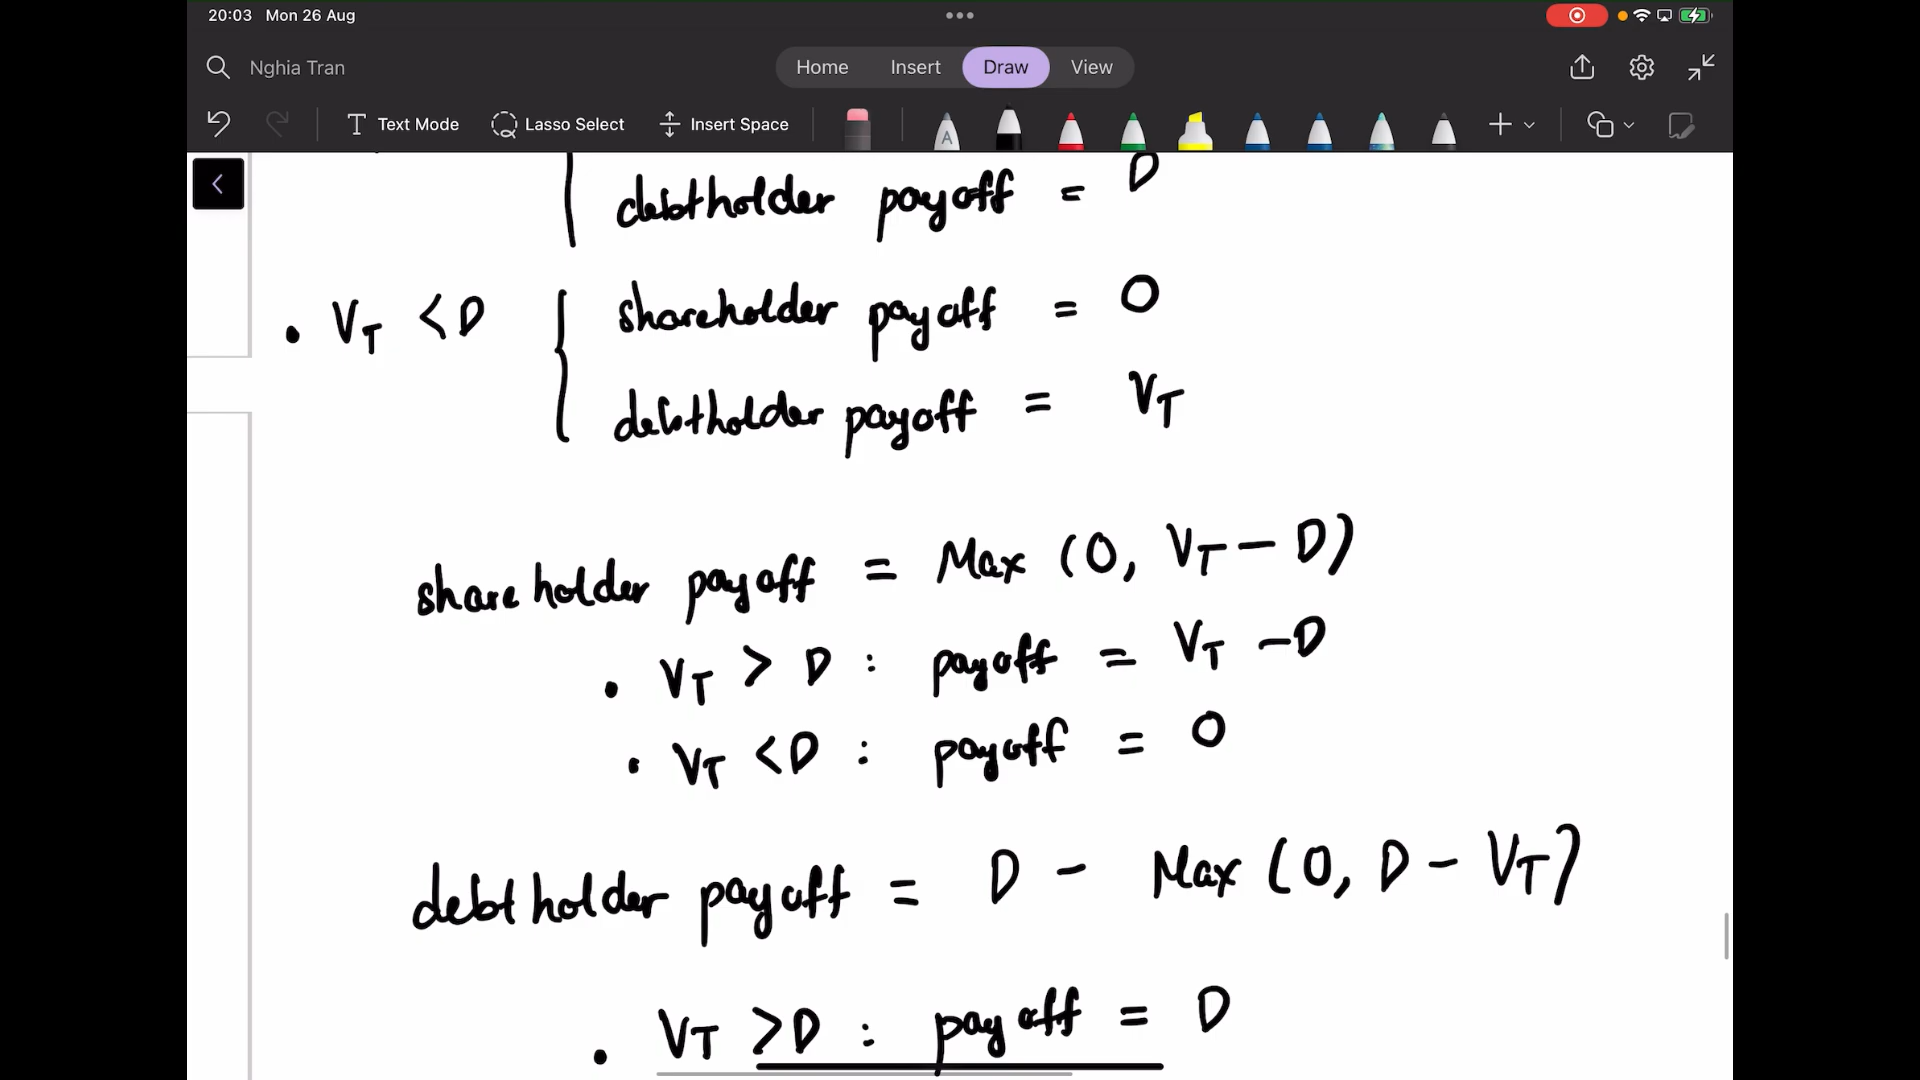 20:03 Mon 26 Aug
Nghia Tran
Home Insert Draw View
Text Mode Lasso Select Insert Space A
debtholder payoff = D
• VT < D { shareholder payoff = 0
debtholder payoff = VT
shareholder payoff = Max (0, VT - D)
• VT > D : payoff = VT - D
• VT < D : payoff = 0
debtholder payoff = D - Max (0, D - VT)
• VT > D : payoff = D